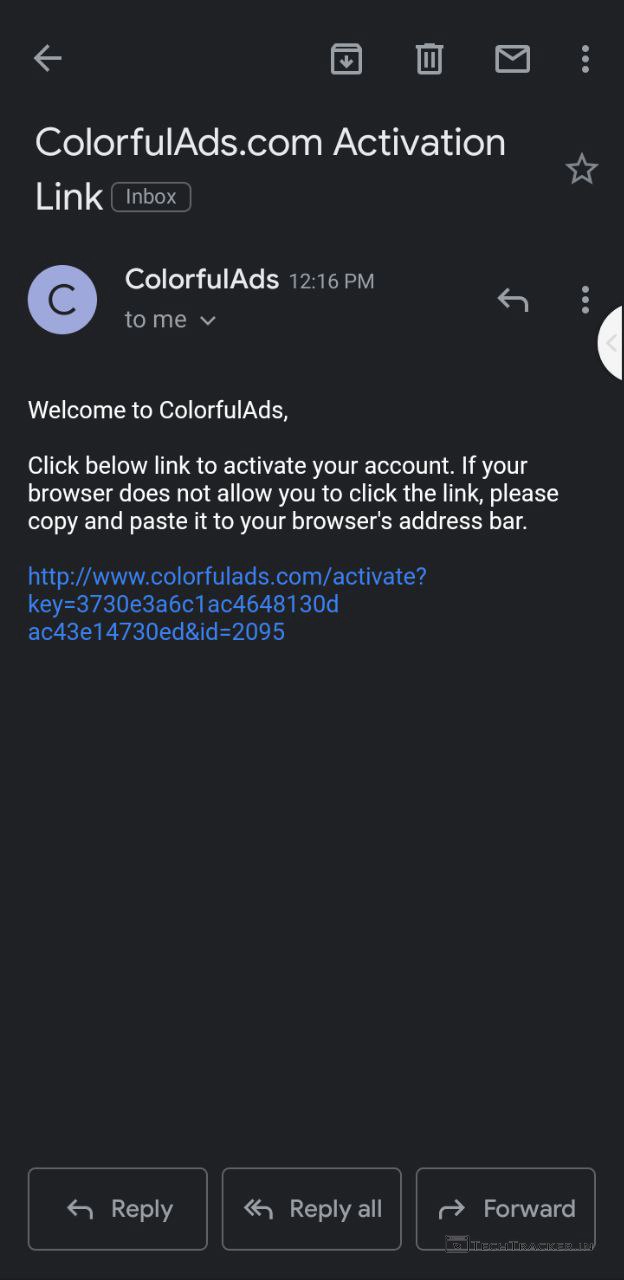 ColorfulAds.com Activation
Link Inbox
C
ColorfulAds 12:16 PM
to me
Welcome to ColorfulAds,
Click below link to activate your account. If your
browser does not allow you to click the link, please
copy and paste it to your browser's address bar.
http://www.colorfulads.com/activate?
key=3730e3a6c1ac4648130d
ac43e14730ed&id=2095
Reply
Reply all
Forward
TechTracker.in